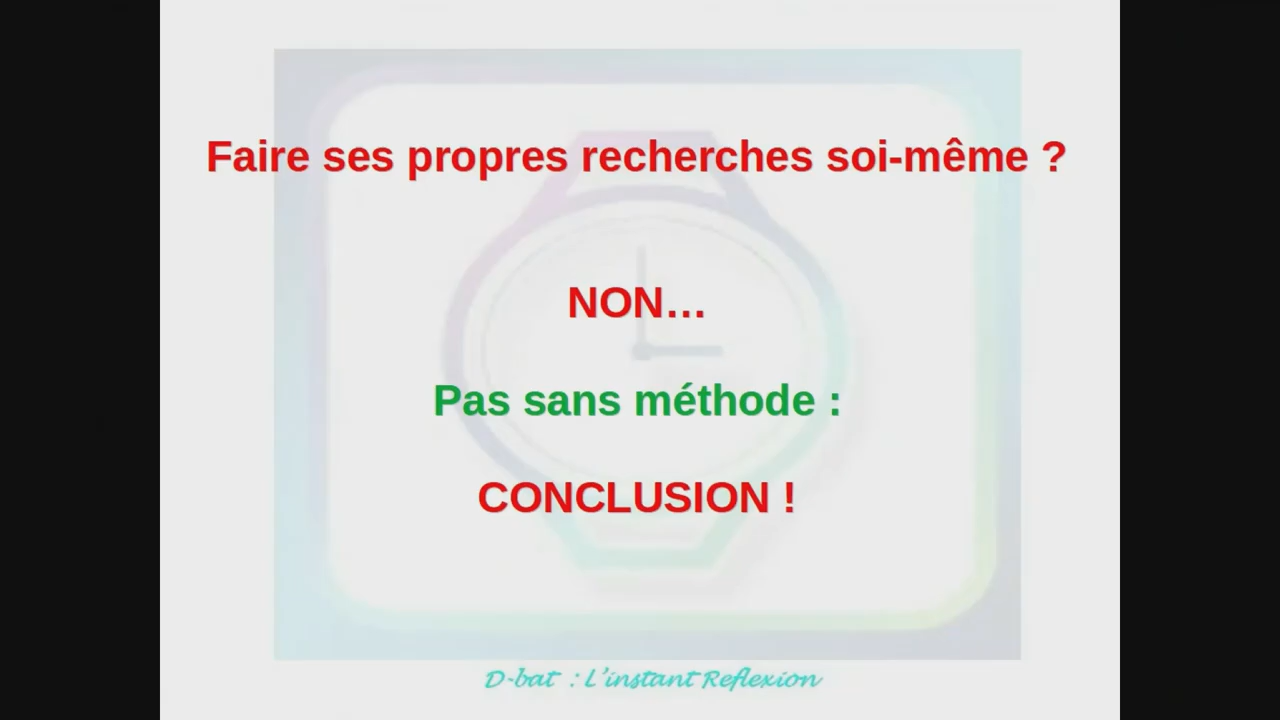 Faire ses propres recherches soi-même ?
NON...
Pas sans méthode :
CONCLUSION !
D-bat : L'instant Reflexion